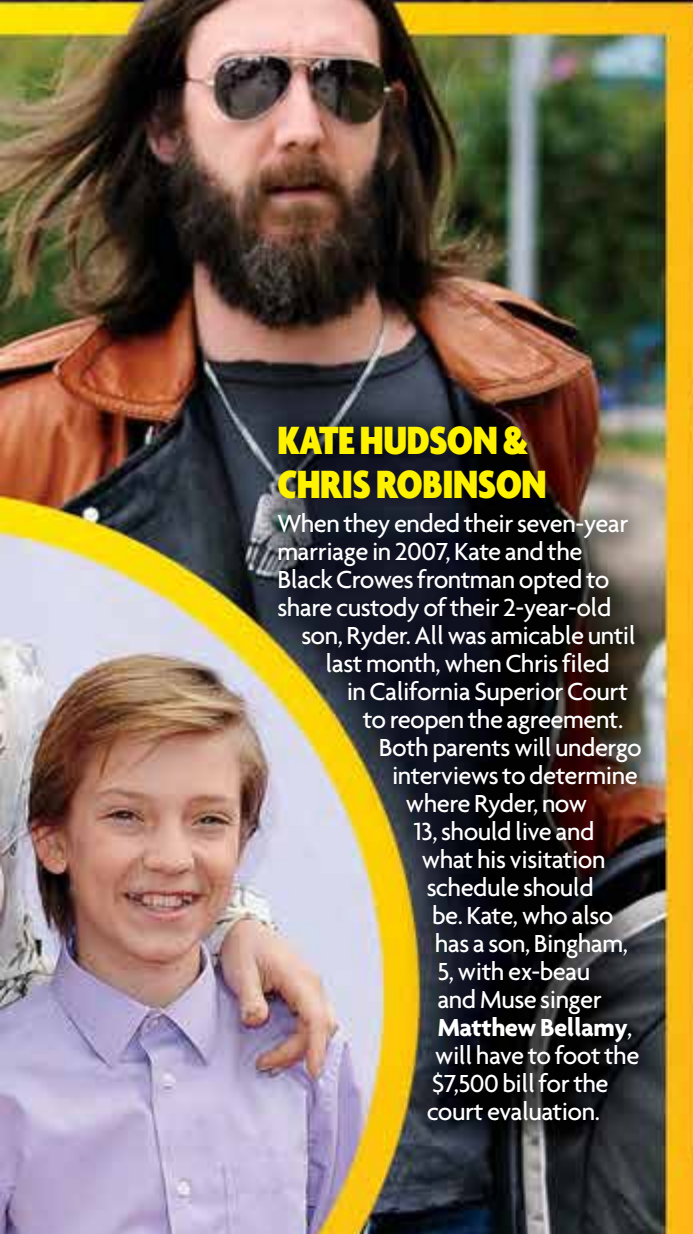 KATE HUDSON &
CHRIS ROBINSON
When they ended their seven-year
marriage in 2007, Kate and the
Black Crowes frontman opted to
share custody of their 2-year-old
son, Ryder. All was amicable until
last month, when Chris filed
in California Superior Court
to reopen the agreement.
Both parents will undergo
interviews to determine
where Ryder, now
13, should live and
what his visitation
schedule should
be. Kate, who also
has a son, Bingham,
5, with ex-beau
and Muse singer
Matthew Bellamy,
will have to foot the
$7,500 bill for the
court evaluation.